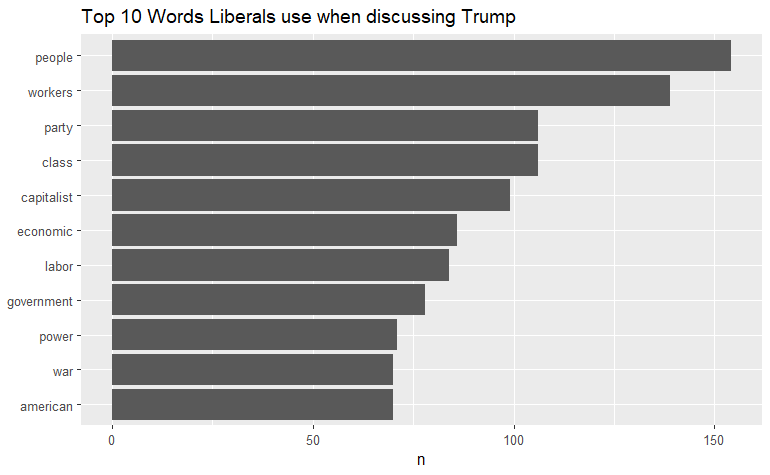 Top 10 Words Liberals use when discussing Trump
people
workers
party
class
capitalist
economic
labor
government
power
war
american
0 50 100 150
n